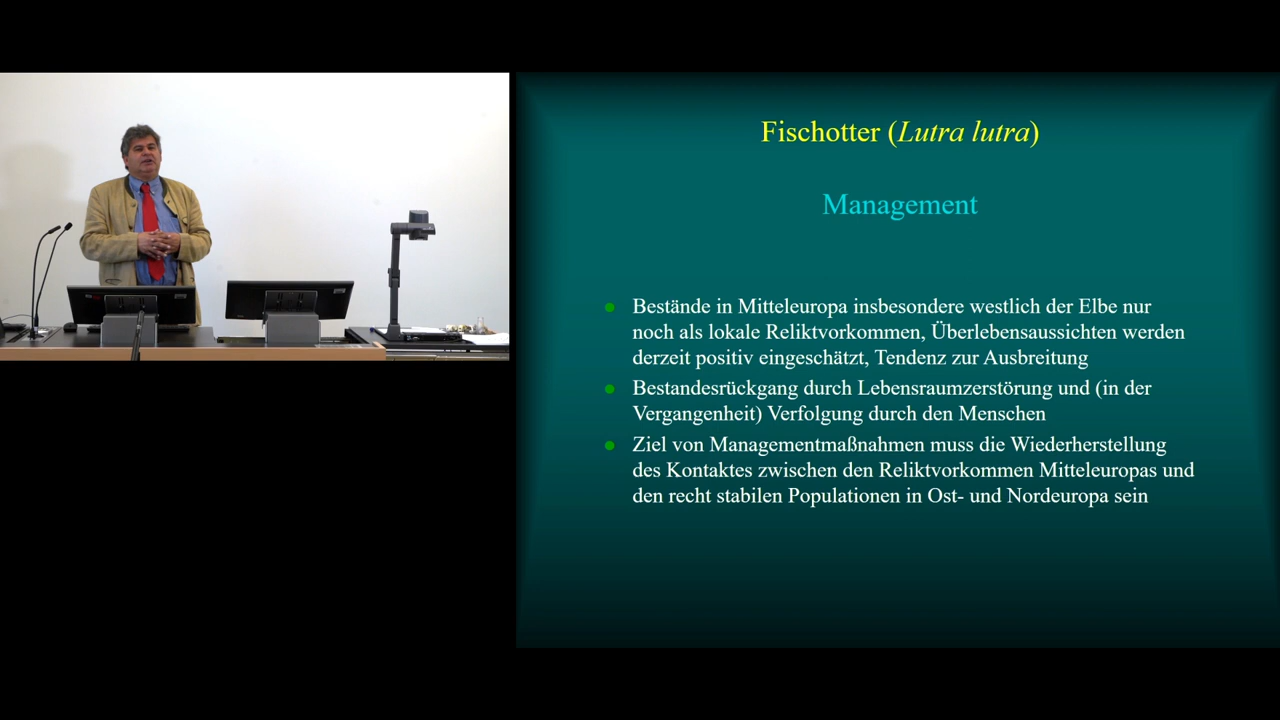 Fischotter (Lutra lutra)
Management
Bestände in Mitteleuropa insbesondere westlich der Elbe nur
noch als lokale Reliktvorkommen, Überlebensaussichten werden
derzeit positiv eingeschätzt, Tendenz zur Ausbreitung
Bestandesrückgang durch Lebensraumzerstörung und (in der
Vergangenheit) Verfolgung durch den Menschen
Ziel von Managementmaßnahmen muss die Wiederherstellung
des Kontaktes zwischen den Reliktvorkommen Mitteleuropas und
den recht stabilen Populationen in Ost- und Nordeuropa sein